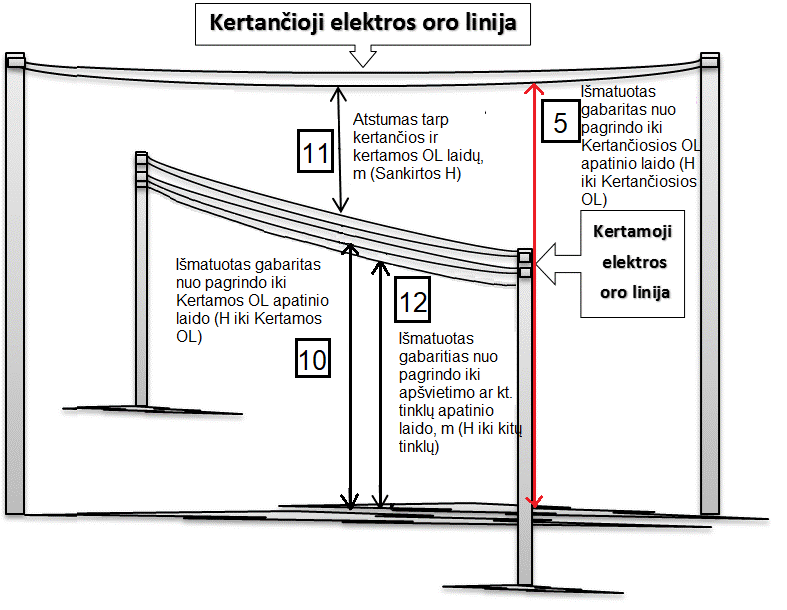 Kertančioji elektros oro linija
Išmatuotas
gabaritas nuo
pagrindo iki
Kertančiosios OL
apatinio laido (H
iki Kertančiosios
OL)
5
Atstumas tarp
kertančios ir
kertamos OL laidų,
m (Sankirtos H)
11
Kertamoji
elektros
oro linija
Išmatuotas gabaritas
nuo pagrindo iki
Kertamos OL apatinio
laido (H iki Kertamos
OL)
10
12
Išmatuotas
gabaritias nuo
pagrindo iki
apšvietimo ar kt.
tinklų apatinio
laido, m (H iki kitų
tinklų)